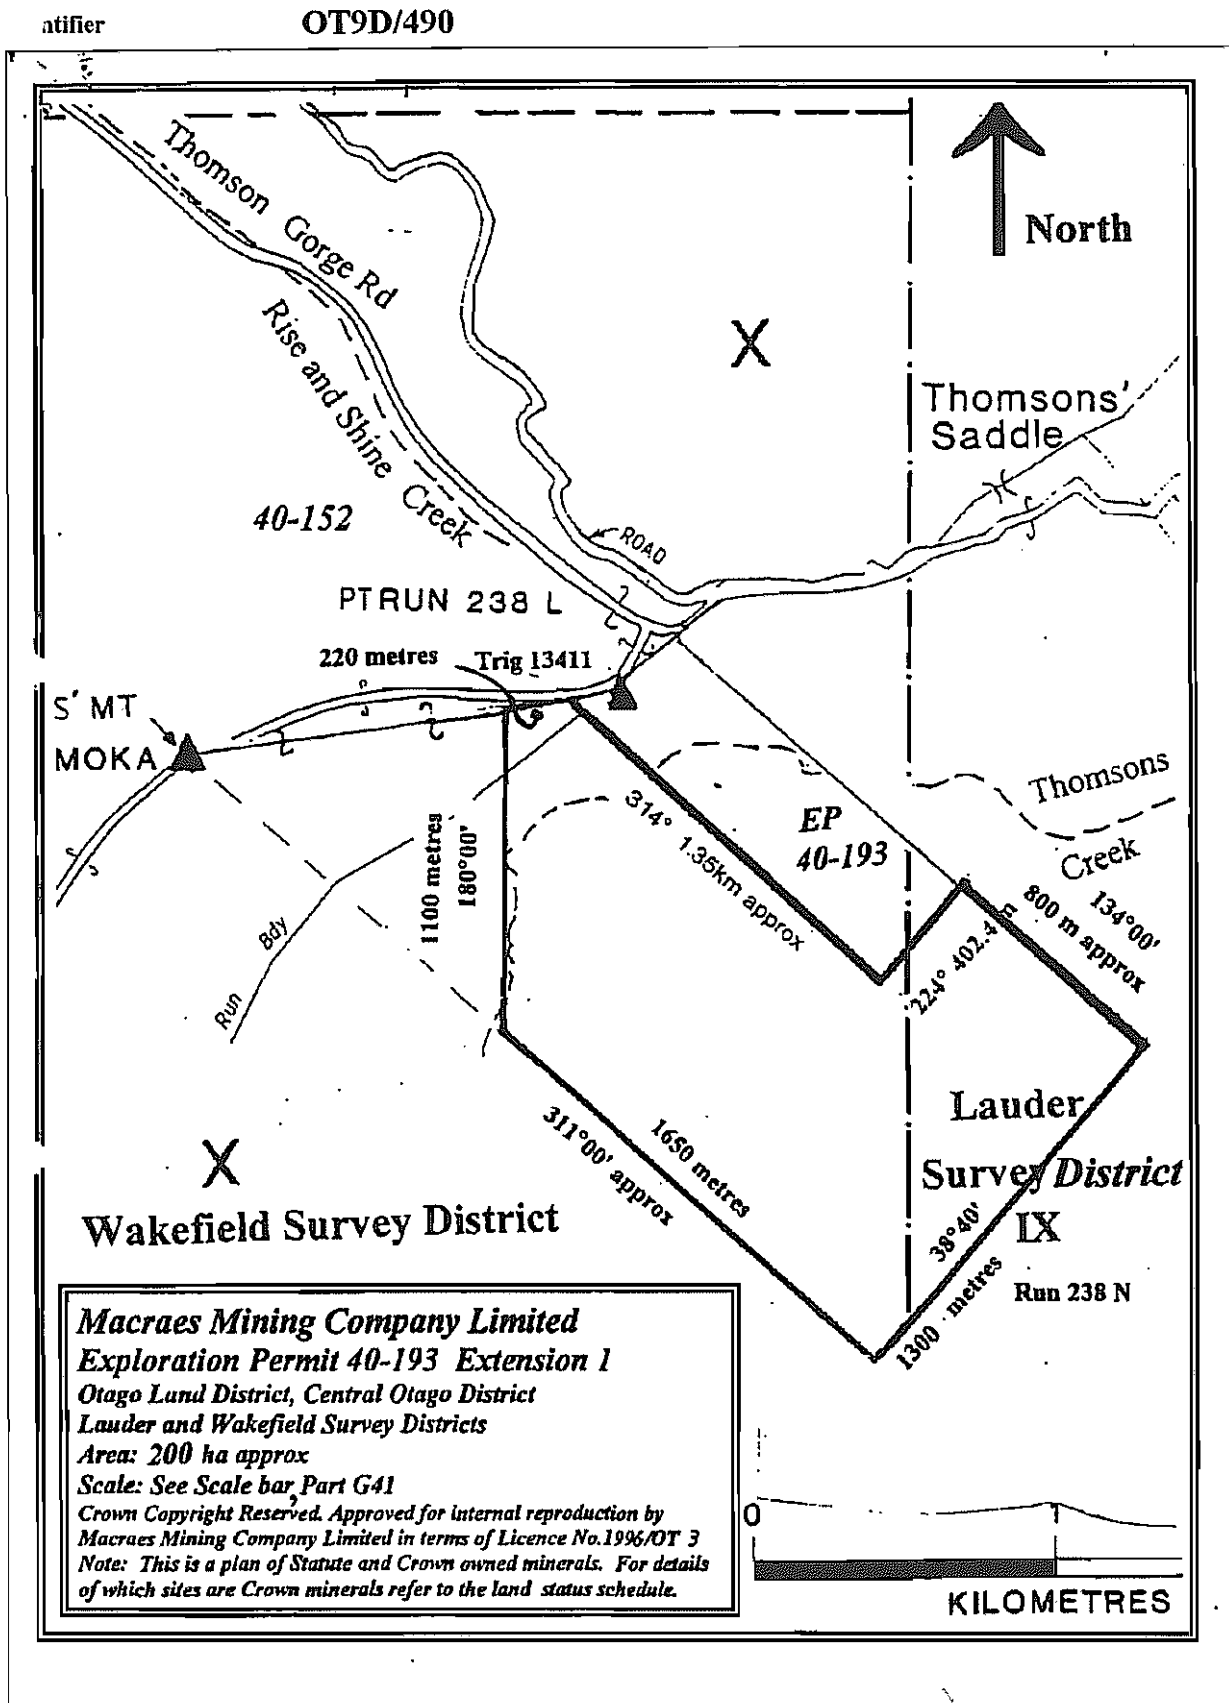 ntifier OT9D/490
Thomson Gorge Rd
North
Rise and Shine Creek
X
Thomsons'
Saddle
40-152
ROAD
PT RUN 238 L
220 metres
Trig 13411
S' MT
MOKA
Thomsons
Creek
EP
40-193
314° 1.35km approx
1100 metres
180°00'
134°00'
800 m approx
224° 402.4 m
Run Bdy
1650 metres
311°00' approx
Lauder
Survey District
IX
Run 238 N
38°40'
1300 metres
X
Wakefield Survey District
Macraes Mining Company Limited
Exploration Permit 40-193 Extension 1
Otago Lund District, Central Otago District
Lauder and Wakefield Survey Districts
Area: 200 ha approx
Scale: See Scale bar, Part G41
Crown Copyright Reserved. Approved for internal reproduction by
Macraes Mining Company Limited in terms of Licence No.1996/OT 3
Note: This is a plan of Statute and Crown owned minerals. For details
of which sites are Crown minerals refer to the land status schedule.
0 1
KILOMETRES